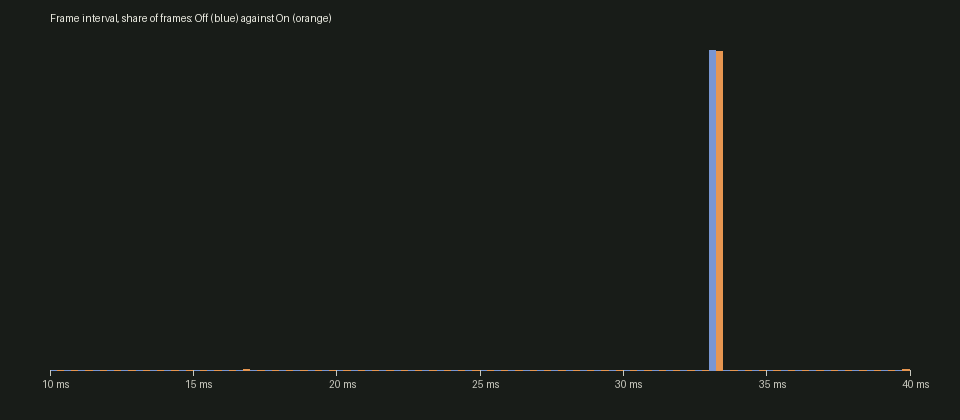 Frame interval, share of frames: Off (blue) against On (orange)
10 ms 15 ms 20 ms 25 ms 30 ms 35 ms 40 ms